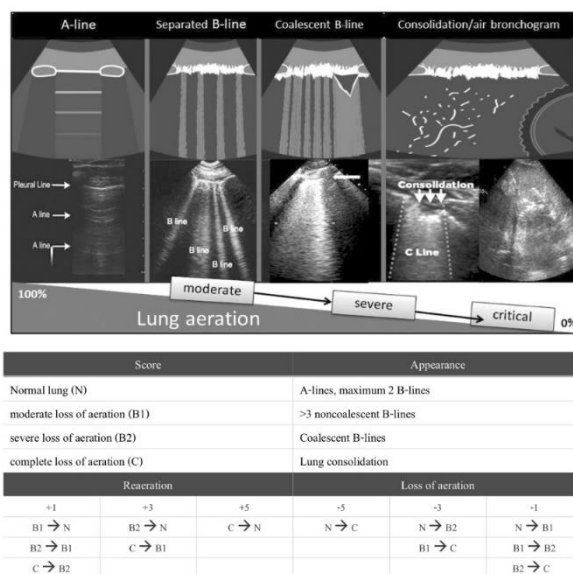 A-line Separated B-line Coalescent B-line Consolidation/air bronchogram
Pleural Line
A line
A line
B line
B line
B line
B line
Consolidation
C Line
100%
moderate
severe
critical
0%
Lung aeration
Score Appearance
Normal lung (N) A-lines, maximum 2 B-lines
moderate loss of aeration (B1) >3 noncoalescent B-lines
severe loss of aeration (B2) Coalescent B-lines
complete loss of aeration (C) Lung consolidation
Reaeration Loss of aeration
+1 +3 +5 -5 -3 -1
B1 → N B2 → N C → N N → C N → B2 N → B1
B2 → B1 C → B1 B1 → C B1 → B2
C → B2 B2 → C